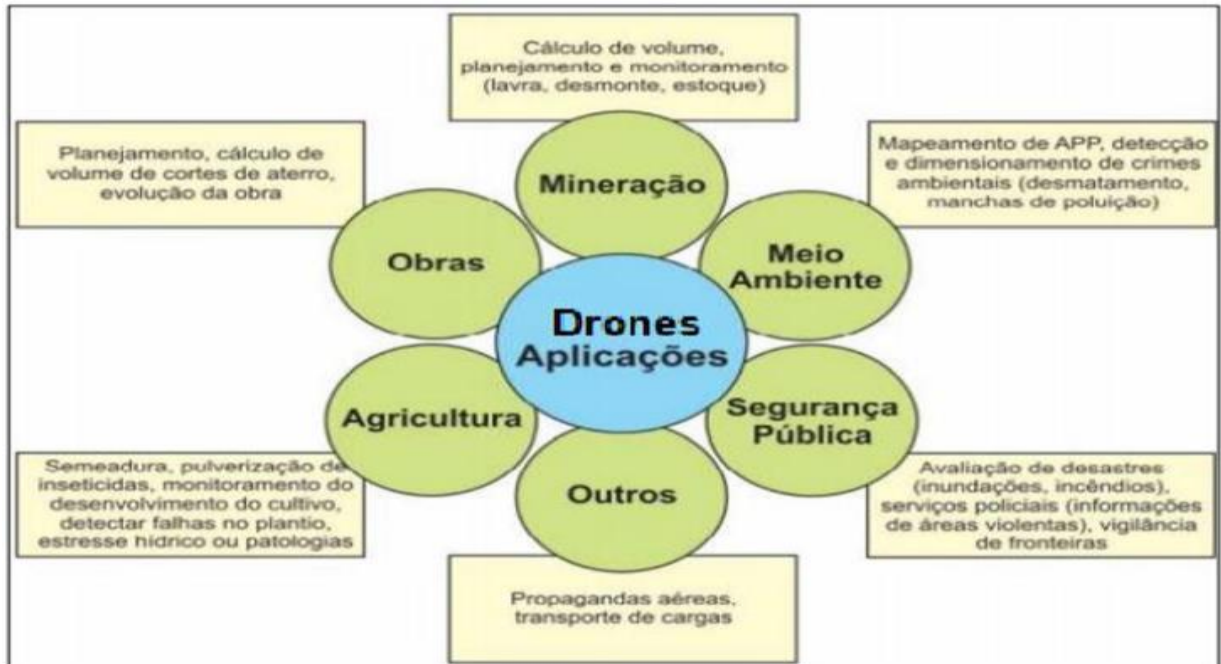 Cálculo de volume,
planejamento e monitoramento
(lavra, desmonte, estoque)
Mineração
Planejamento, cálculo de
volume de cortes de aterro,
evolução da obra
Obras
Mapeamento de APP, detecção
e dimensionamento de crimes
ambientais (desmatamento,
manchas de poluição)
Meio
Ambiente
Drones
Aplicações
Agricultura
Semeadura, pulverização de
inseticidas, monitoramento do
desenvolvimento do cultivo,
detectar falhas no plantio,
estresse hídrico ou patologias
Segurança
Pública
Avaliação de desastres
(inundações, incêndios),
serviços policiais (informações
de áreas violentas), vigilância
de fronteiras
Outros
Propagandas aéreas,
transporte de cargas